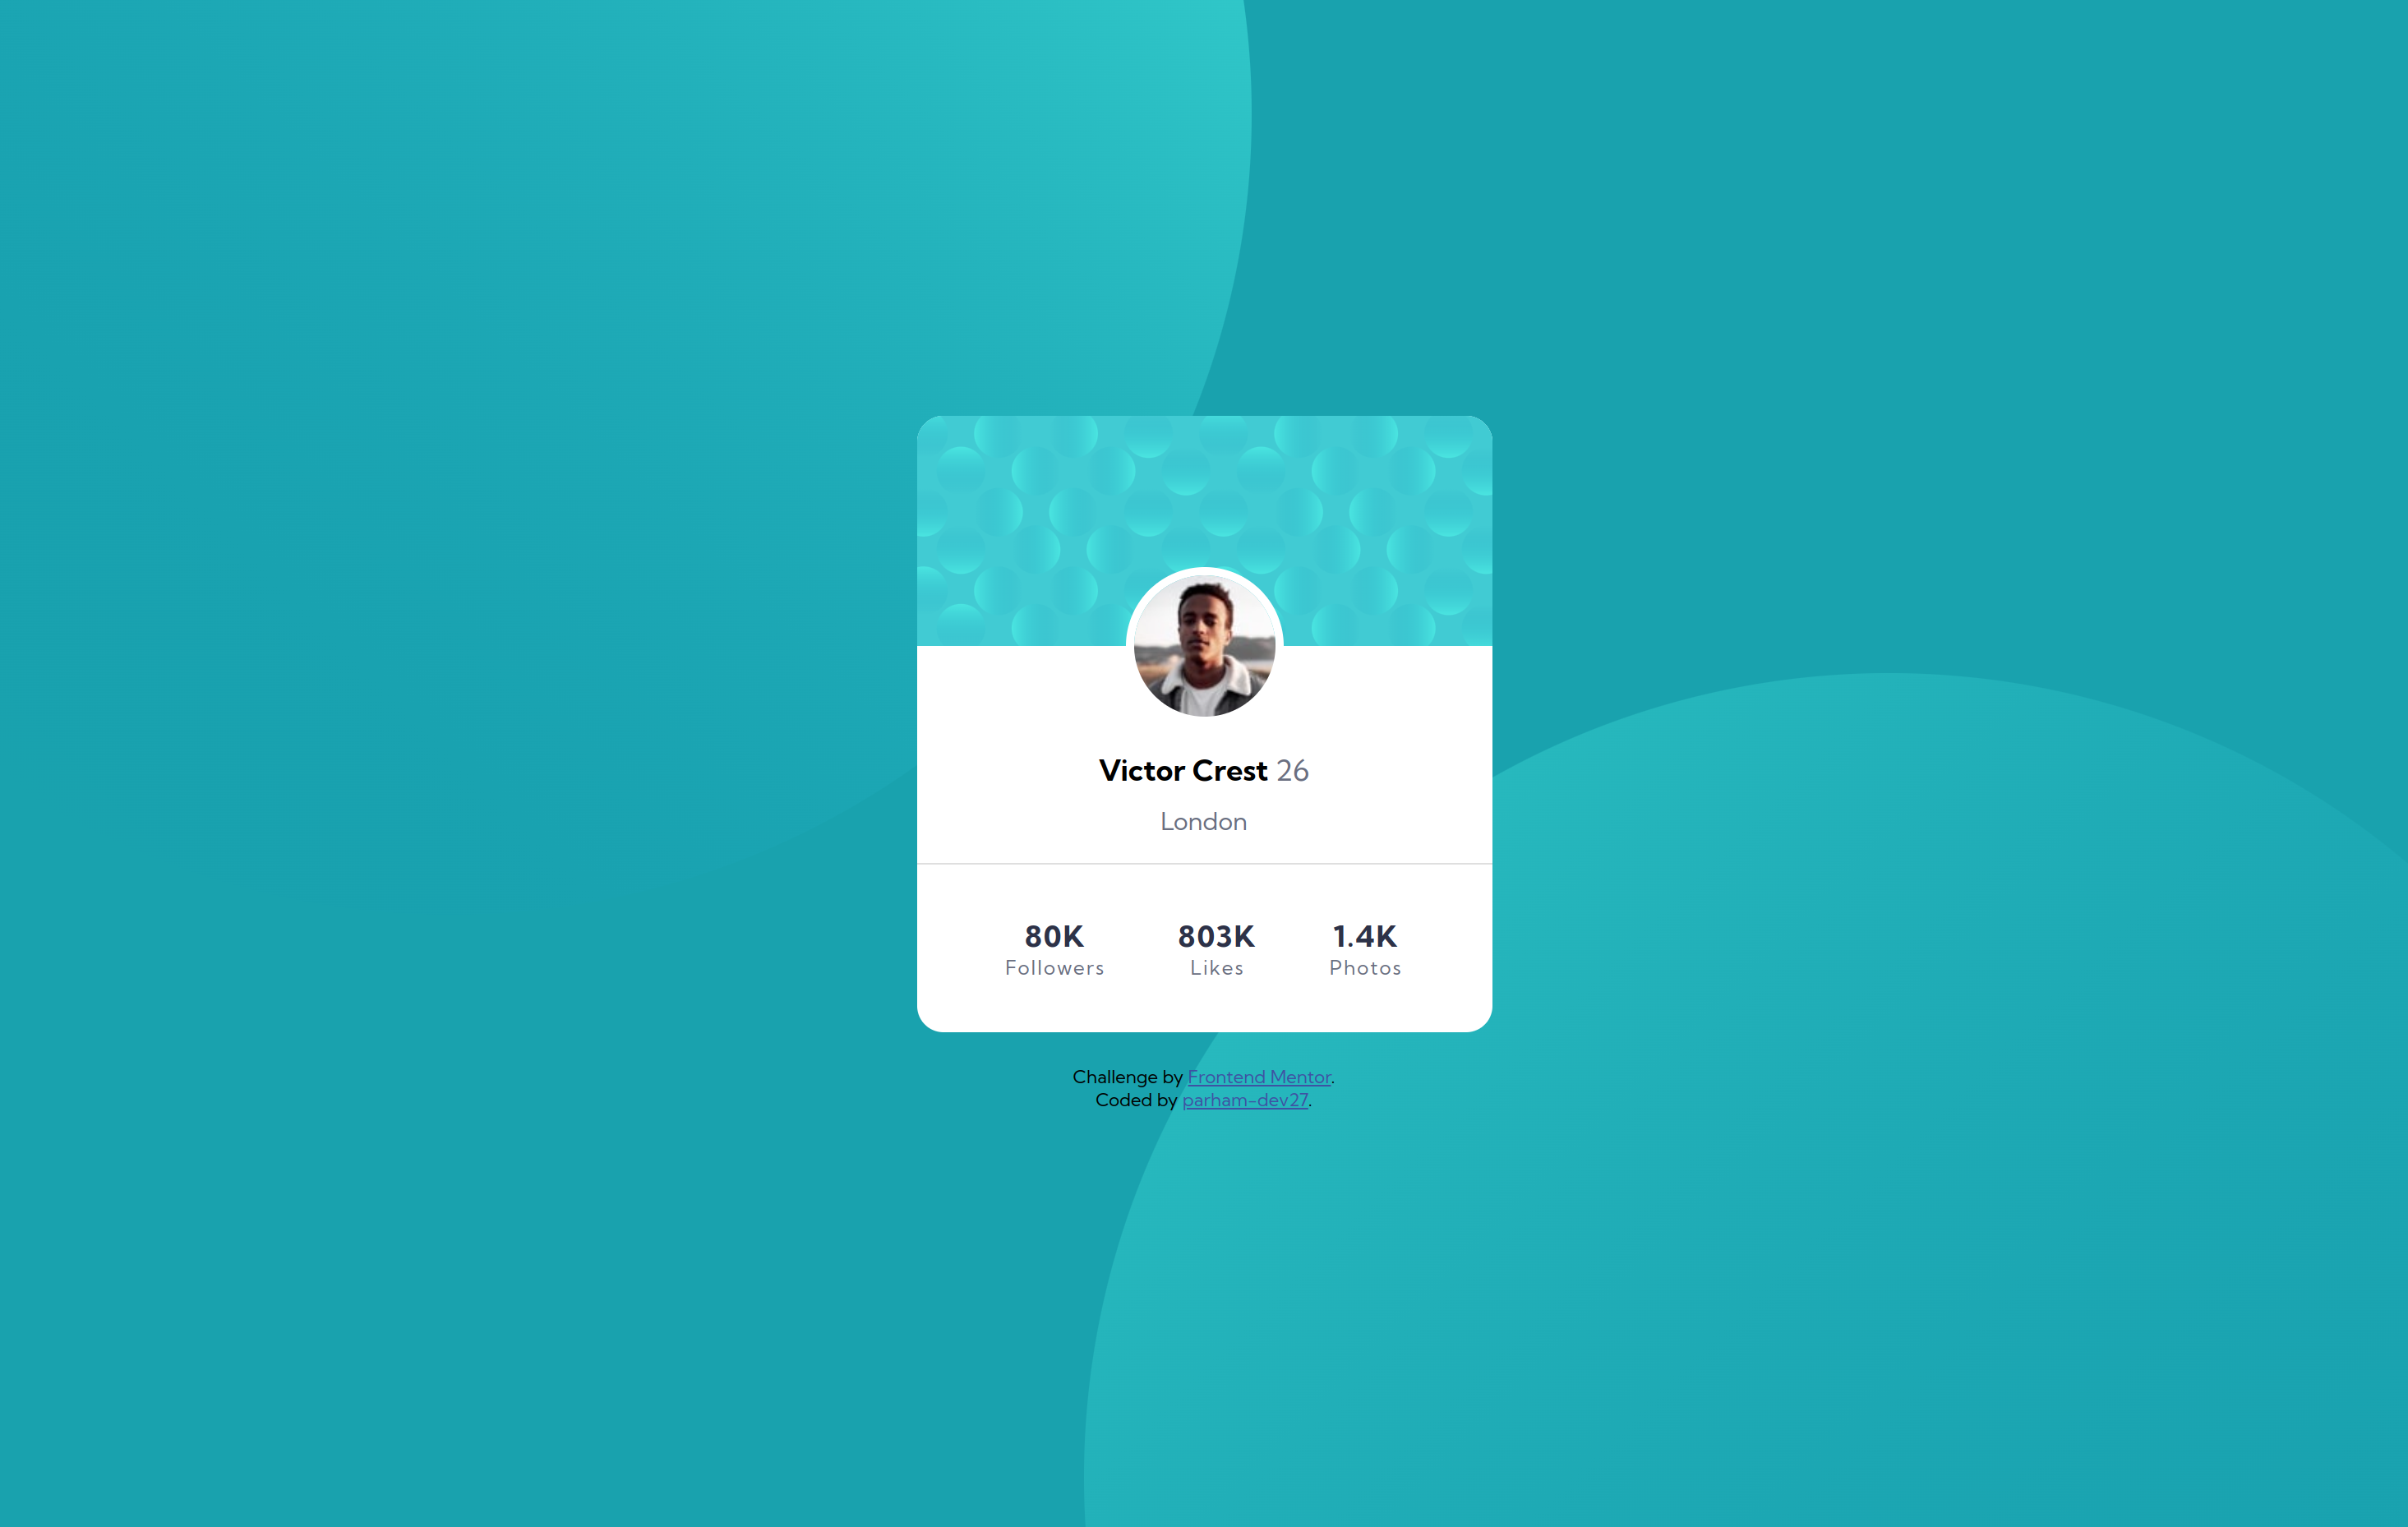 Victor Crest 26
London
80K 803K 1.4K
Followers Likes Photos
Challenge by Frontend Mentor.
Coded by parham-dev27.